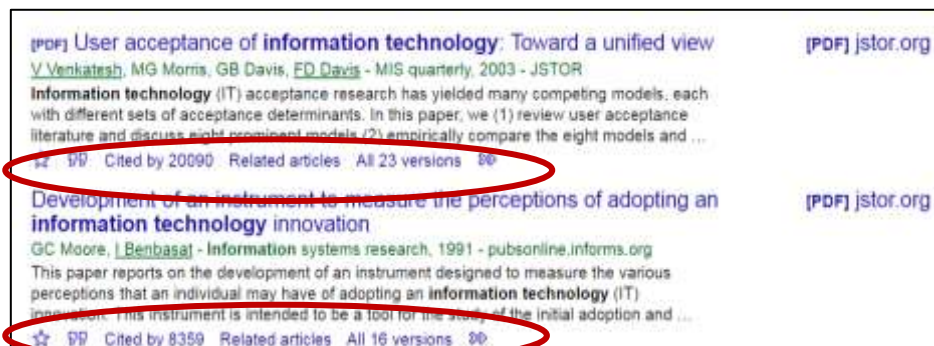 [PDF] User acceptance of information technology: Toward a unified view [PDF] jstor.org
V Venkatesh, MG Morris, GB Davis, FD Davis - MIS quarterly, 2003 - JSTOR
Information technology (IT) acceptance research has yielded many competing models, each
with different sets of acceptance determinants. In this paper, we (1) review user acceptance
literature and discuss eight prominent models (2) empirically compare the eight models and ...
Cited by 20090 Related articles All 23 versions
Development of an instrument to measure the perceptions of adopting an [PDF] jstor.org
information technology innovation
GC Moore, I Benbasat - Information systems research, 1991 - pubsonline.informs.org
This paper reports on the development of an instrument designed to measure the various
perceptions that an individual may have of adopting an information technology (IT)
innovation. This instrument is intended to be a tool for the study of the initial adoption and ...
Cited by 8359 Related articles All 16 versions